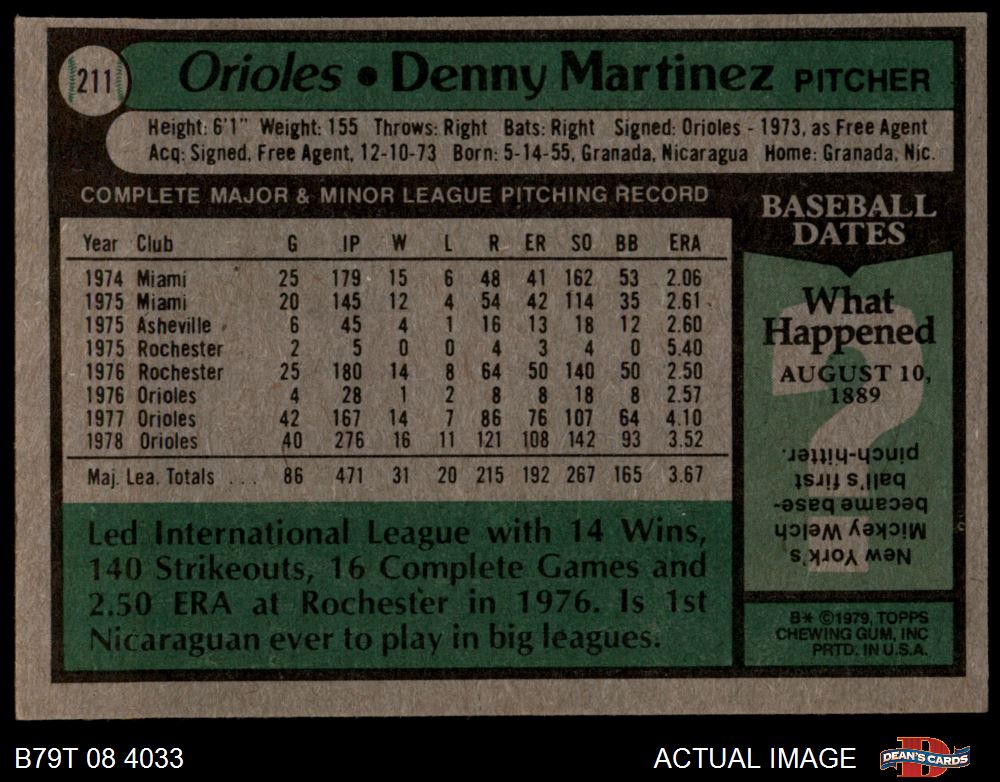 211
Orioles • Denny Martinez PITCHER
Height: 6'1" Weight: 155 Throws: Right Bats: Right Signed: Orioles - 1973, as Free Agent
Acq: Signed, Free Agent, 12-10-73 Born: 5-14-55, Granada, Nicaragua Home: Granada, Nic.
COMPLETE MAJOR & MINOR LEAGUE PITCHING RECORD
Year Club G IP W L R ER SO BB ERA
1974 Miami 25 179 15 6 48 41 162 53 2.06
1975 Miami 20 145 12 4 54 42 114 35 2.61
1975 Asheville 6 45 4 1 16 13 18 12 2.60
1975 Rochester 2 5 0 0 4 3 4 0 5.40
1976 Rochester 25 180 14 8 64 50 140 50 2.50
1976 Orioles 4 28 1 2 8 8 18 8 2.57
1977 Orioles 42 167 14 7 86 76 107 64 4.10
1978 Orioles 40 276 16 11 121 108 142 93 3.52
Maj. Lea. Totals ... 86 471 31 20 215 192 267 165 3.67
Led International League with 14 Wins,
140 Strikeouts, 16 Complete Games and
2.50 ERA at Rochester in 1976. Is 1st
Nicaraguan ever to play in big leagues.
BASEBALL
DATES
What
Happened
AUGUST 10,
1889
?
New York's
Mickey Welch
became base-
ball's first
pinch-hitter.
B* ©1979, TOPPS
CHEWING GUM, INC
PRTD. IN U.S.A.
B79T 08 4033
ACTUAL IMAGE
DEAN'S CARDS